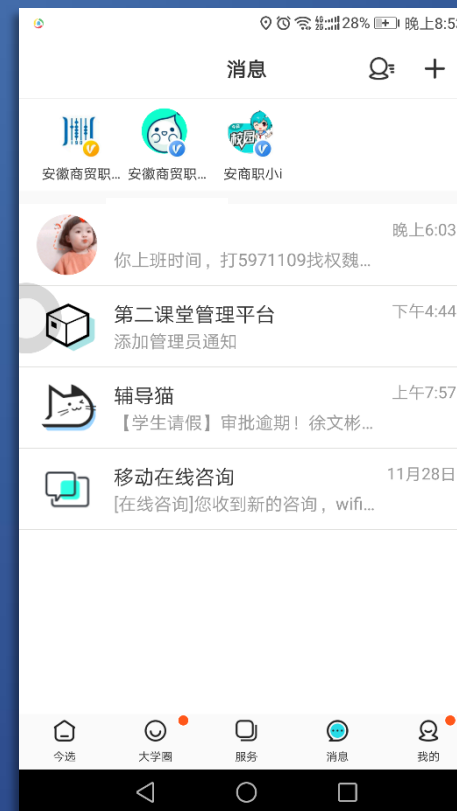 28% 晚上8:53
消息
校园
安徽商贸职... 安徽商贸职... 安商职小i
晚上6:03
你上班时间，打5971109找权魏...
第二课堂管理平台 下午4:44
添加管理员通知
辅导猫 上午7:57
【学生请假】审批逾期！徐文彬...
移动在线咨询 11月28日
[在线咨询]您收到新的咨询，wifi...
今选 大学圈 服务 消息 我的